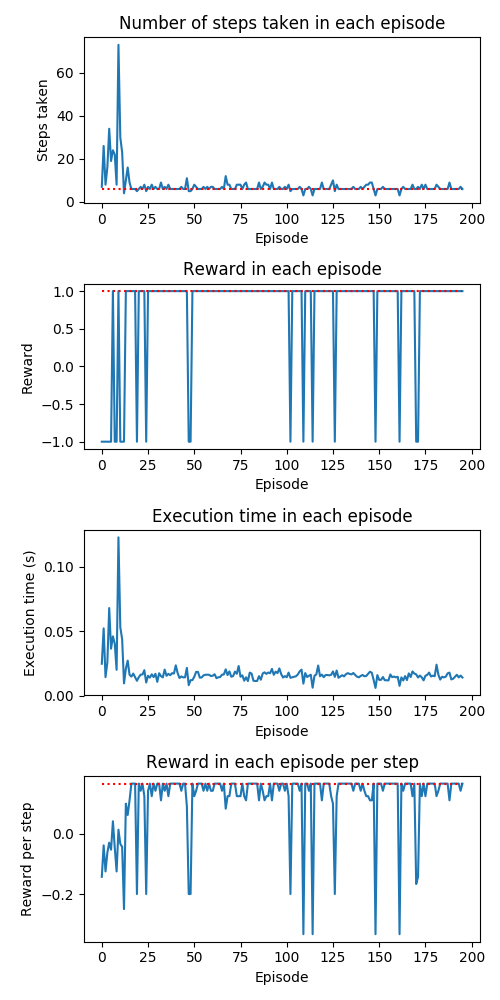 Number of steps taken in each episode
60
40
20
0
Steps taken
0 25 50 75 100 125 150 175 200
Episode
Reward in each episode
1.0
0.5
0.0
−0.5
−1.0
Reward
0 25 50 75 100 125 150 175 200
Episode
Execution time in each episode
0.10
0.05
0.00
Execution time (s)
0 25 50 75 100 125 150 175 200
Episode
Reward in each episode per step
0.0
−0.2
Reward per step
0 25 50 75 100 125 150 175 200
Episode